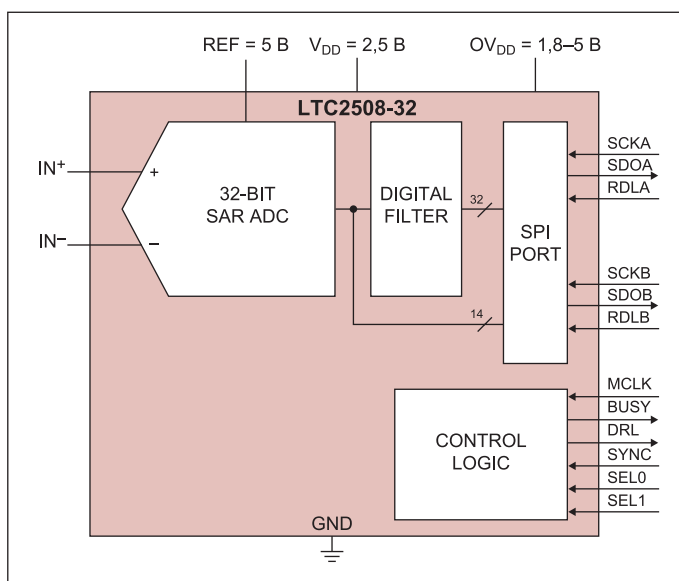 REF = 5 В
V_DD = 2,5 В
OV_DD = 1,8–5 В
LTC2508-32
IN+
+
IN–
–
32-BIT
SAR ADC
DIGITAL
FILTER
32
14
SPI
PORT
SCKA
SDOA
RDLA
SCKB
SDOB
RDLB
CONTROL
LOGIC
MCLK
BUSY
DRL
SYNC
SEL0
SEL1
GND